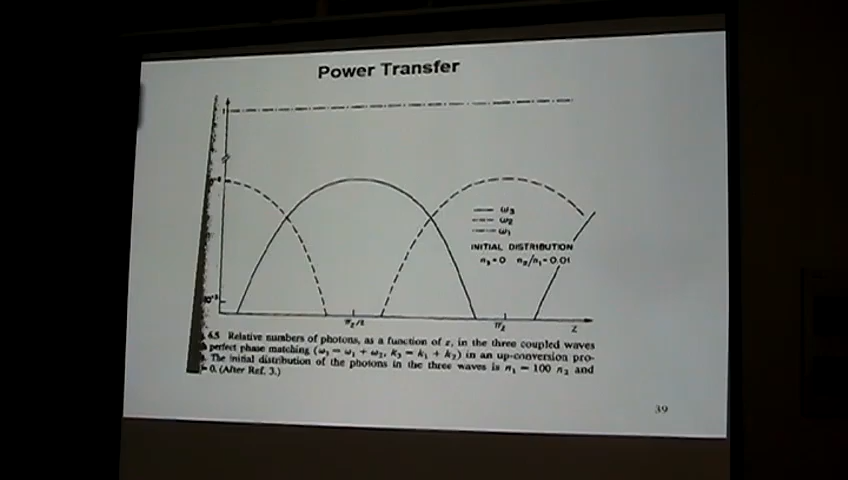 Power Transfer
1
ω₃
ω₂
ω₁
INITIAL DISTRIBUTION
n₃=0 n₂/n₁=0.01
π₂/2
π₂
Z
4.5 Relative numbers of photons, as a function of z, in the three coupled waves
perfect phase matching (ω₃ = ω₁ + ω₂, k₃ = k₁ + k₂) in an up-conversion pro-
. The initial distribution of the photons in the three waves is n₁ = 100 n₂ and
= 0. (After Ref. 3.)
39